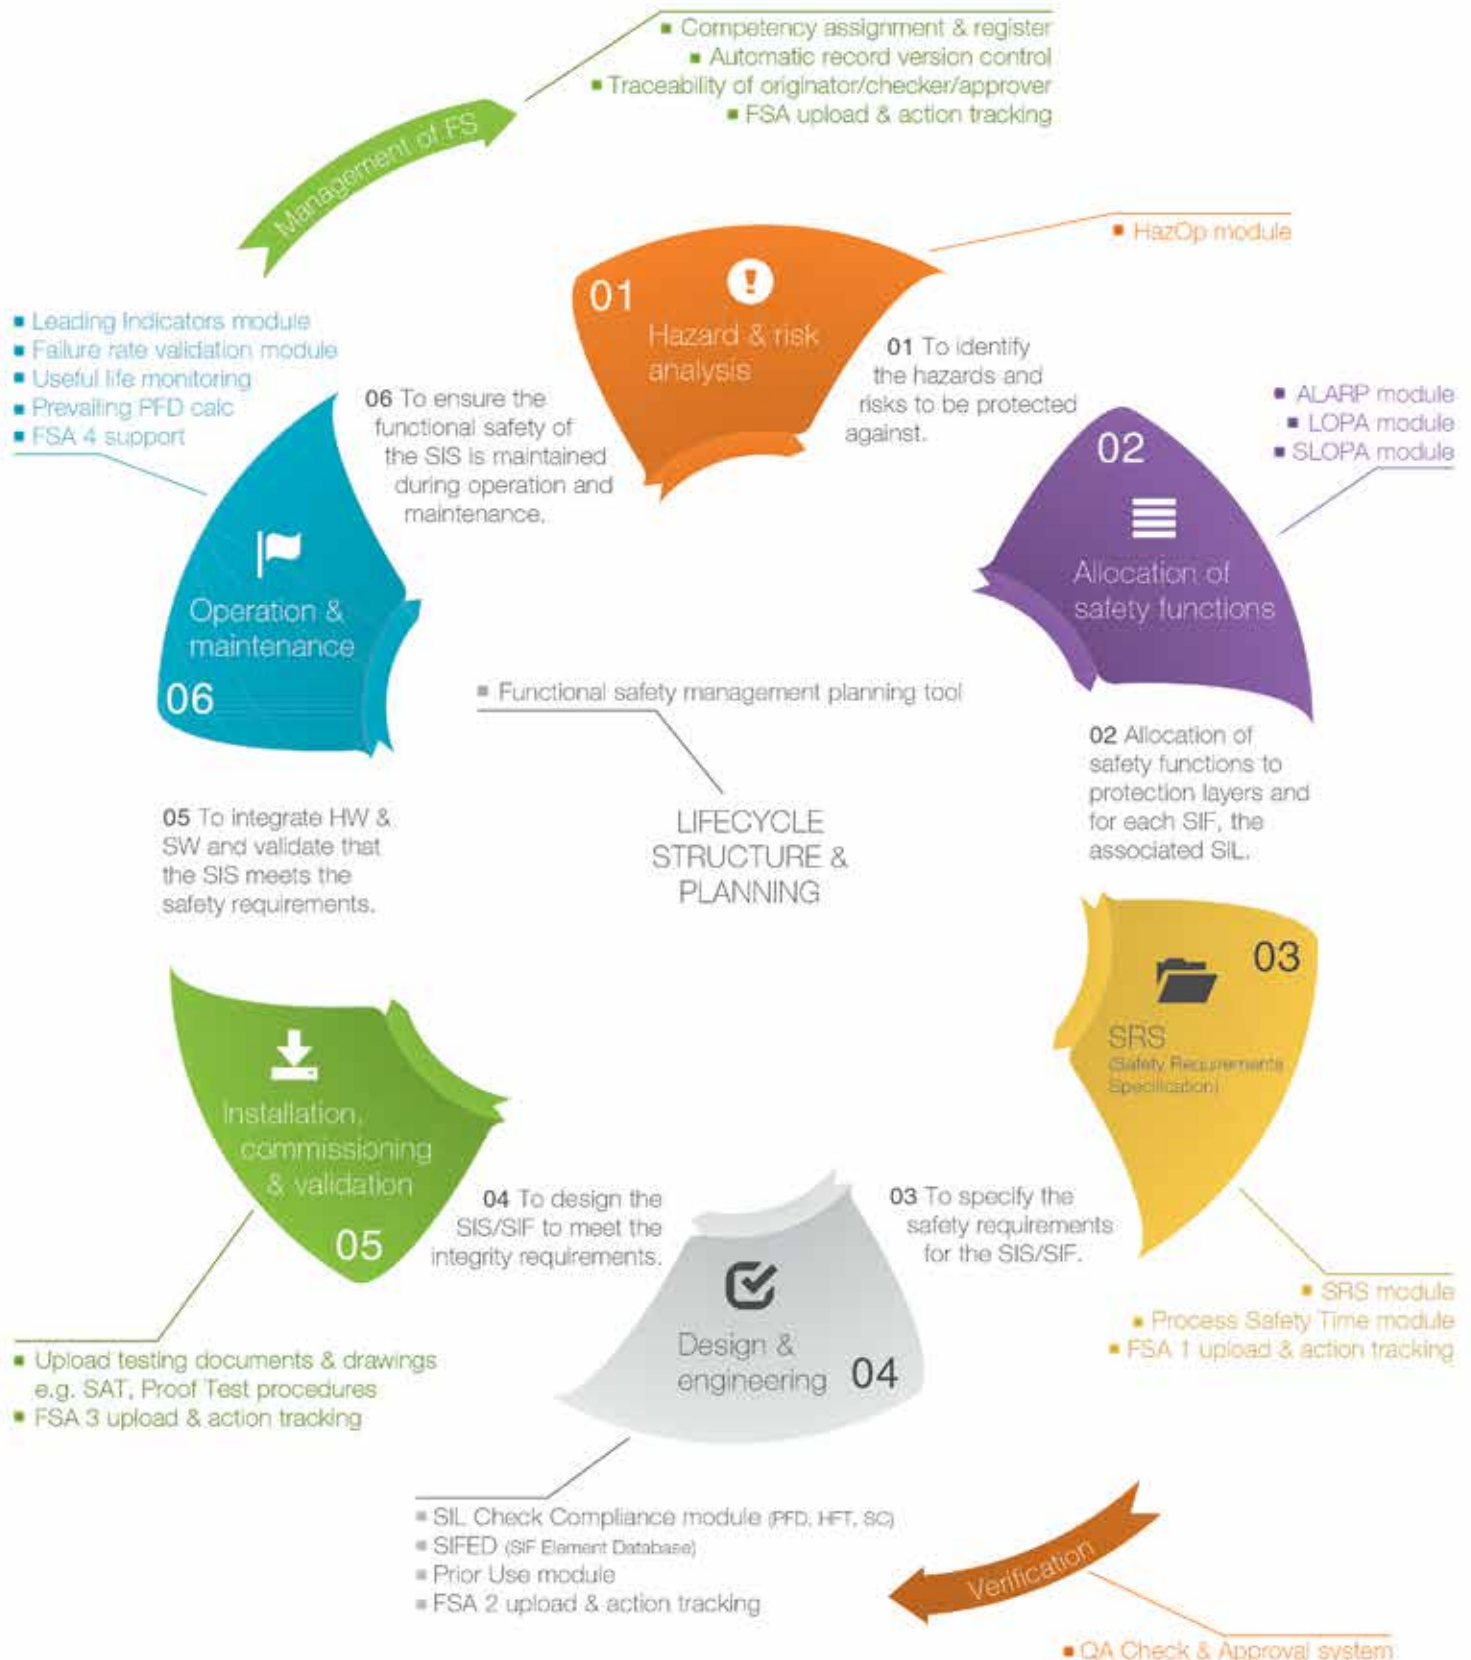 Competency assignment & register
Automatic record version control
Traceability of originator/checker/approver
FSA upload & action tracking
Management of FS
HazOp module
01
Hazard & risk
analysis
01 To identify
the hazards and
risks to be protected
against.
ALARP module
LOPA module
SLOPA module
02
Allocation of
safety functions
02 Allocation of
safety functions to
protection layers and
for each SIF, the
associated SIL.
03
SRS
(Safety Requirements
Specification)
03 To specify the
safety requirements
for the SIS/SIF.
SRS module
Process Safety Time module
FSA 1 upload & action tracking
Design &
engineering
04
04 To design the
SIS/SIF to meet the
integrity requirements.
SIL Check Compliance module (PFD, HFT, SC)
SIFED (SIF Element Database)
Prior Use module
FSA 2 upload & action tracking
Verification
QA Check & Approval system
Installation,
commissioning
& validation
05
05 To integrate HW &
SW and validate that
the SIS meets the
safety requirements.
Upload testing documents & drawings
e.g. SAT, Proof Test procedures
FSA 3 upload & action tracking
Leading Indicators module
Failure rate validation module
Useful life monitoring
Prevailing PFD calc
FSA 4 support
Operation &
maintenance
06
06 To ensure the
functional safety of
the SIS is maintained
during operation and
maintenance.
Functional safety management planning tool
LIFECYCLE
STRUCTURE &
PLANNING